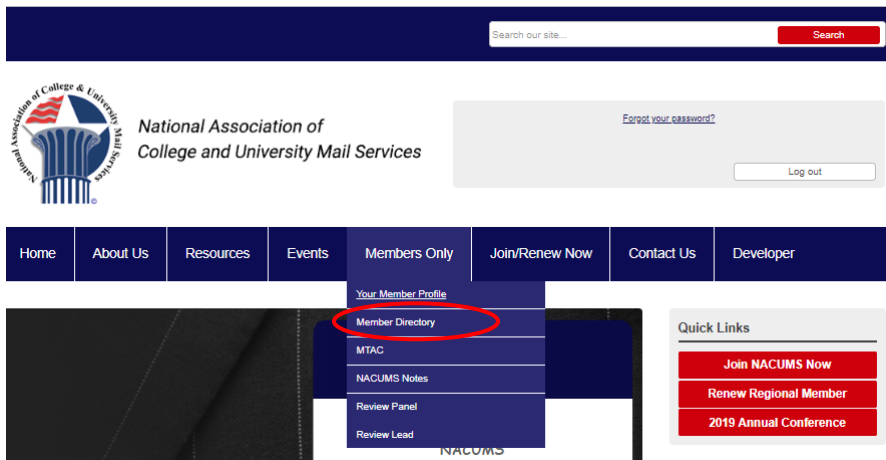 Search our site...
Search
National Association of College & University Mail Services
National Association of
College and University Mail Services
Forgot your password?
Log out
Home
About Us
Resources
Events
Members Only
Join/Renew Now
Contact Us
Developer
Your Member Profile
Member Directory
MTAC
NACUMS Notes
Review Panel
Review Lead
NACUMS
Quick Links
Join NACUMS Now
Renew Regional Member
2019 Annual Conference